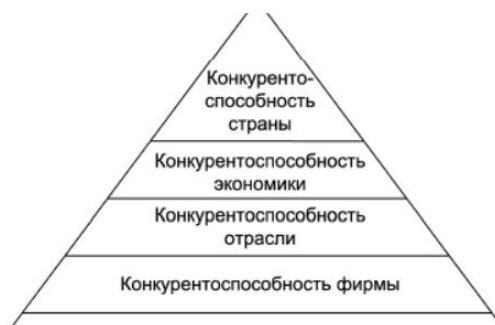 Конкуренто-
способность
страны
Конкурентоспособность
экономики
Конкурентоспособность
отрасли
Конкурентоспособность фирмы